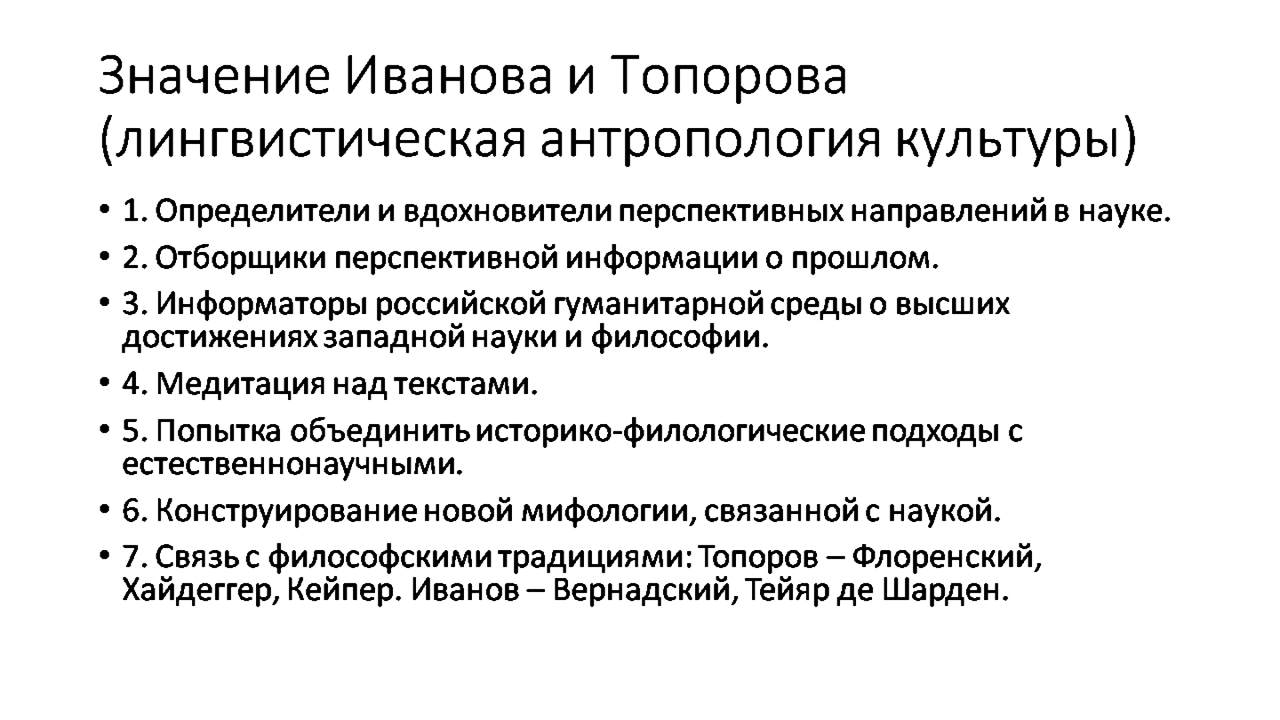 Значение Иванова и Топорова
(лингвистическая антропология культуры)
• 1. Определители и вдохновители перспективных направлений в науке.
• 2. Отборщики перспективной информации о прошлом.
• 3. Информаторы российской гуманитарной среды о высших
достижениях западной науки и философии.
• 4. Медитация над текстами.
• 5. Попытка объединить историко-филологические подходы с
естественнонаучными.
• 6. Конструирование новой мифологии, связанной с наукой.
• 7. Связь с философскими традициями: Топоров – Флоренский,
Хайдеггер, Кейпер. Иванов – Вернадский, Тейяр де Шарден.